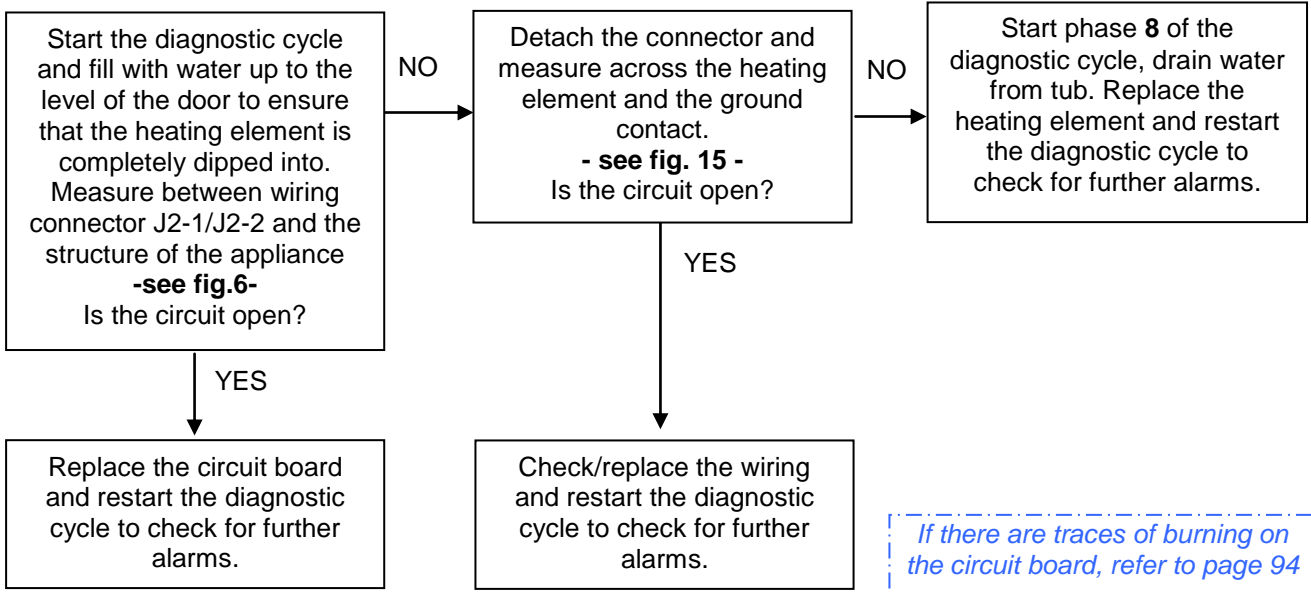 Start the diagnostic cycle
and fill with water up to the
level of the door to ensure
that the heating element is
completely dipped into.
Measure between wiring
connector J2-1/J2-2 and the
structure of the appliance
-see fig.6-
Is the circuit open?
NO
Detach the connector and
measure across the heating
element and the ground
contact.
- see fig. 15 -
Is the circuit open?
NO
Start phase 8 of the
diagnostic cycle, drain water
from tub. Replace the
heating element and restart
the diagnostic cycle to
check for further alarms.
YES
YES
Replace the circuit board
and restart the diagnostic
cycle to check for further
alarms.
Check/replace the wiring
and restart the diagnostic
cycle to check for further
alarms.
If there are traces of burning on
the circuit board, refer to page 94